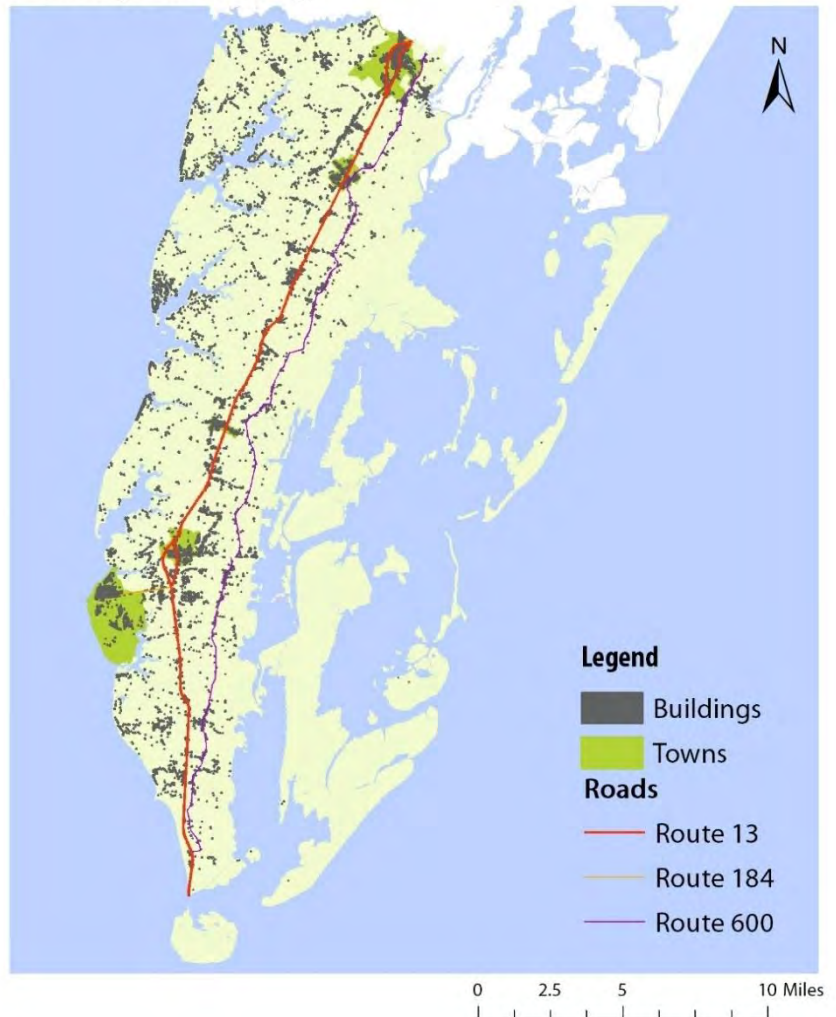 N
Legend
Buildings
Towns
Roads
Route 13
Route 184
Route 600
0 2.5 5 10 Miles